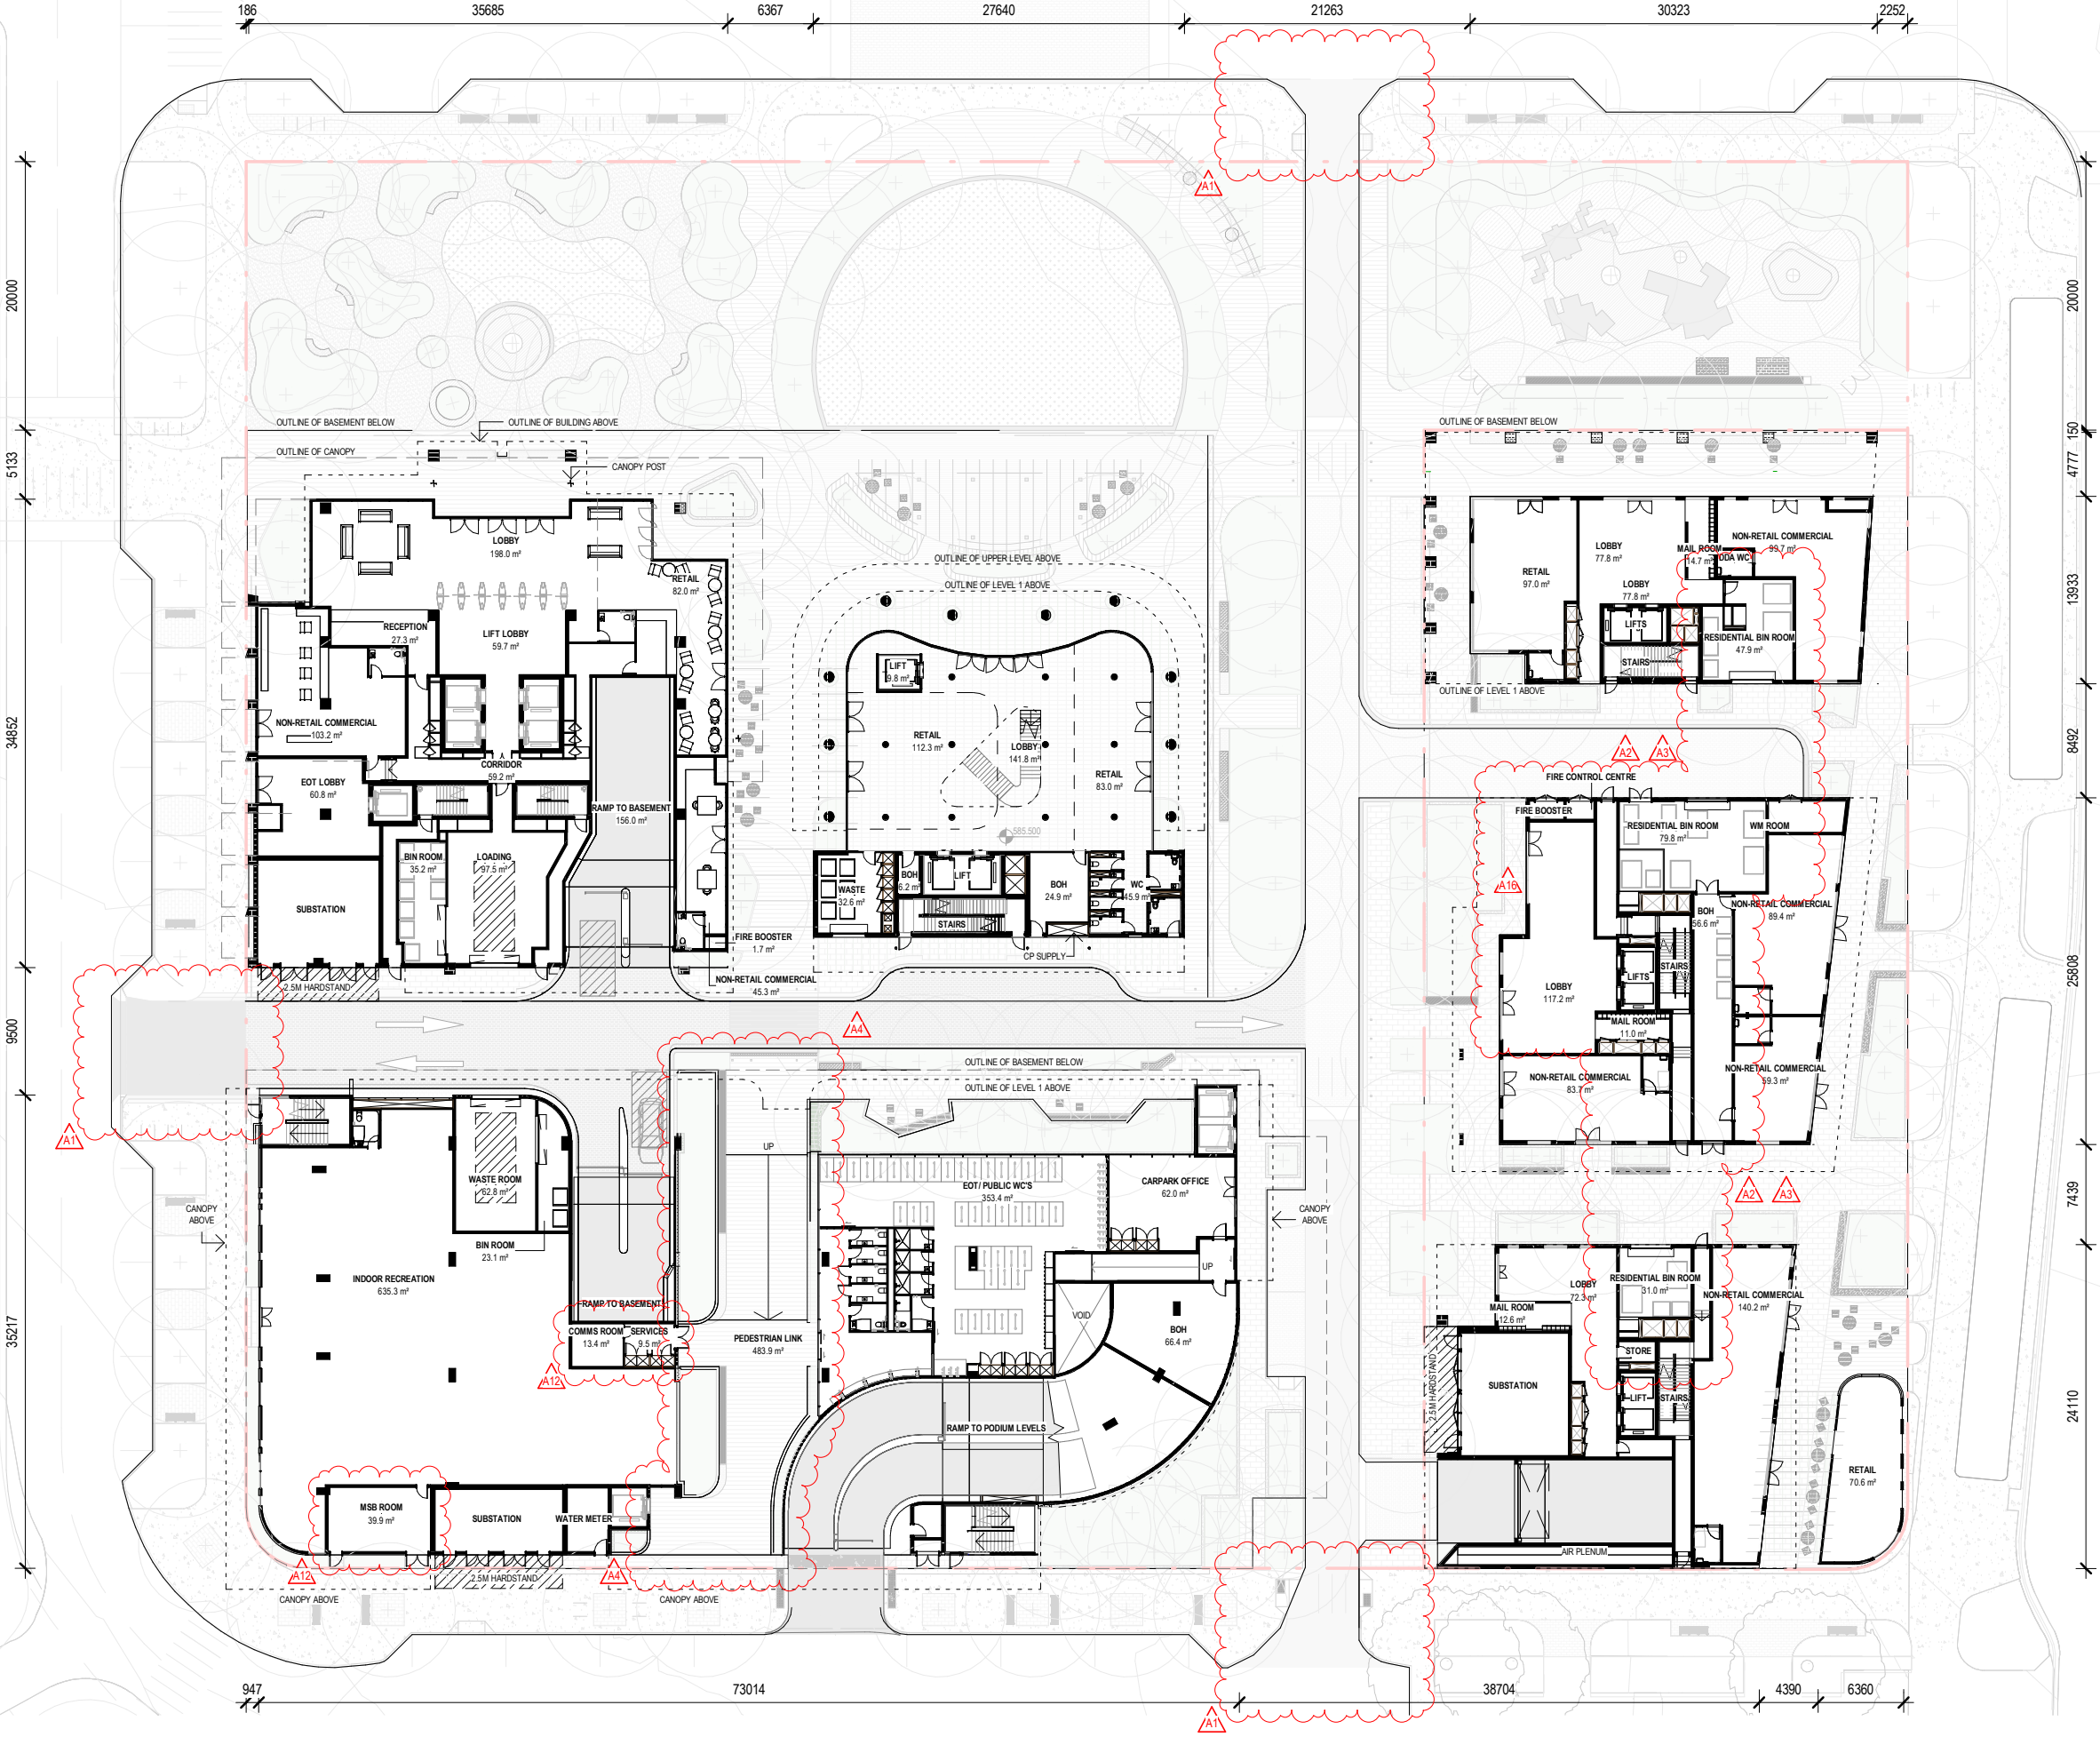 186
35685
6367
27640
21263
30323
2252
A1
20000
20000
OUTLINE OF BASEMENT BELOW
OUTLINE OF BUILDING ABOVE
OUTLINE OF BASEMENT BELOW
150
OUTLINE OF CANOPY
CANOPY POST
5133
4777
LOBBY
198.0 m²
RETAIL
82.0 m²
RECEPTION
27.3 m²
LIFT LOBBY
59.7 m²
NON-RETAIL COMMERCIAL
103.2 m²
CORRIDOR
59.2 m²
EOT LOBBY
60.8 m²
RAMP TO BASEMENT
156.0 m²
BIN ROOM
35.2 m²
LOADING
97.5 m²
SUBSTATION
2.5M HARDSTAND
FIRE BOOSTER
1.7 m²
NON-RETAIL COMMERCIAL
45.3 m²
34852
OUTLINE OF UPPER LEVEL ABOVE
OUTLINE OF LEVEL 1 ABOVE
LIFT
9.8 m²
RETAIL
112.3 m²
LOBBY
141.8 m²
RETAIL
83.0 m²
585.500
WASTE
32.6 m²
BOH
6.2 m²
LIFT
STAIRS
BOH
24.9 m²
WC
45.9 m²
CP SUPPLY
RETAIL
97.0 m²
LOBBY
77.8 m²
LOBBY
77.8 m²
MAIL ROOM
14.7 m²
NON-RETAIL COMMERCIAL
99.7 m²
DDA WC
LIFTS
STAIRS
RESIDENTIAL BIN ROOM
47.9 m²
OUTLINE OF LEVEL 1 ABOVE
13933
8492
A2
A3
FIRE CONTROL CENTRE
FIRE BOOSTER
RESIDENTIAL BIN ROOM
79.8 m²
WM ROOM
A16
BOH
56.6 m²
NON-RETAIL COMMERCIAL
89.4 m²
LIFTS
STAIRS
LOBBY
117.2 m²
MAIL ROOM
11.0 m²
NON-RETAIL COMMERCIAL
83.7 m²
NON-RETAIL COMMERCIAL
59.3 m²
25808
9500
A4
A1
OUTLINE OF BASEMENT BELOW
OUTLINE OF LEVEL 1 ABOVE
A2
A3
7439
CANOPY
ABOVE
WASTE ROOM
62.8 m²
BIN ROOM
23.1 m²
INDOOR RECREATION
635.3 m²
RAMP TO BASEMENT
COMMS ROOM
13.4 m²
SERVICES
9.5 m²
A12
UP
PEDESTRIAN LINK
483.9 m²
EOT/ PUBLIC WC'S
353.4 m²
CARPARK OFFICE
62.0 m²
CANOPY
ABOVE
UP
VOID
BOH
66.4 m²
RAMP TO PODIUM LEVELS
35217
MSB ROOM
39.9 m²
SUBSTATION
WATER METER
A12
2.5M HARDSTAND
A4
CANOPY ABOVE
CANOPY ABOVE
LOBBY
72.3 m²
RESIDENTIAL BIN ROOM
31.0 m²
NON-RETAIL COMMERCIAL
140.2 m²
MAIL ROOM
12.6 m²
STORE
2.5M HARDSTAND
SUBSTATION
LIFT
STAIRS
RETAIL
70.6 m²
AIR PLENUM
24110
947
73014
38704
4390
6360
A1